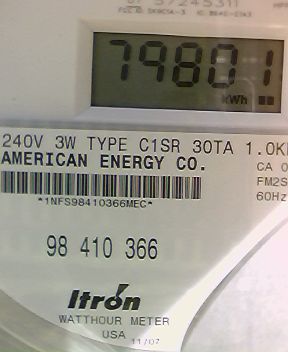 79801
kWh
240V 3W TYPE C1SR 30TA 1.0K
AMERICAN ENERGY CO.
CA 0
FM2S
60Hz
*1NFS98410366MEC*
98 410 366
Itrón
WATTHOUR METER
USA 11/07